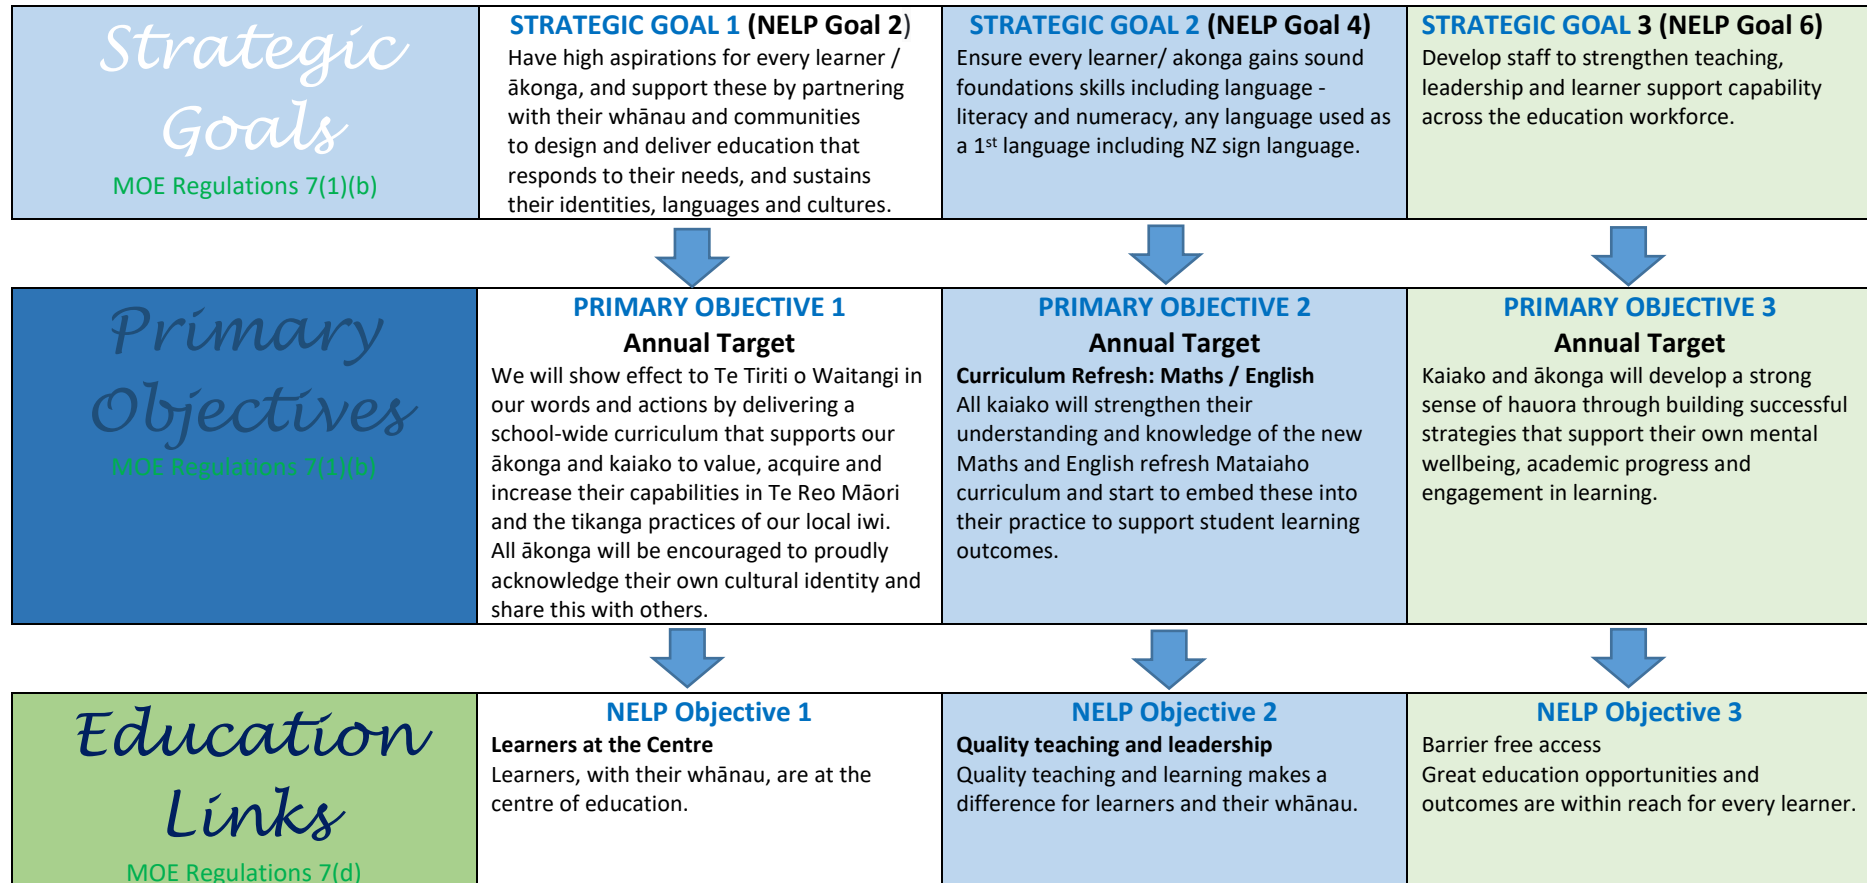 Strategic
Goals
MOE Regulations 7(1)(b)
STRATEGIC GOAL 1 (NELP Goal 2)
Have high aspirations for every learner /
ākonga, and support these by partnering
with their whānau and communities
to design and deliver education that
responds to their needs, and sustains
their identities, languages and cultures.
STRATEGIC GOAL 2 (NELP Goal 4)
Ensure every learner/ akonga gains sound
foundations skills including language -
literacy and numeracy, any language used as
a 1st language including NZ sign language.
STRATEGIC GOAL 3 (NELP Goal 6)
Develop staff to strengthen teaching,
leadership and learner support capability
across the education workforce.
Primary
Objectives
MOE Regulations 7(1)(b)
PRIMARY OBJECTIVE 1
Annual Target
We will show effect to Te Tiriti o Waitangi in
our words and actions by delivering a
school-wide curriculum that supports our
ākonga and kaiako to value, acquire and
increase their capabilities in Te Reo Māori
and the tikanga practices of our local iwi.
All ākonga will be encouraged to proudly
acknowledge their own cultural identity and
share this with others.
PRIMARY OBJECTIVE 2
Annual Target
Curriculum Refresh: Maths / English
All kaiako will strengthen their
understanding and knowledge of the new
Maths and English refresh Mataiaho
curriculum and start to embed these into
their practice to support student learning
outcomes.
PRIMARY OBJECTIVE 3
Annual Target
Kaiako and ākonga will develop a strong
sense of hauora through building successful
strategies that support their own mental
wellbeing, academic progress and
engagement in learning.
Education
Links
MOE Regulations 7(d)
NELP Objective 1
Learners at the Centre
Learners, with their whānau, are at the
centre of education.
NELP Objective 2
Quality teaching and leadership
Quality teaching and learning makes a
difference for learners and their whānau.
NELP Objective 3
Barrier free access
Great education opportunities and
outcomes are within reach for every learner.